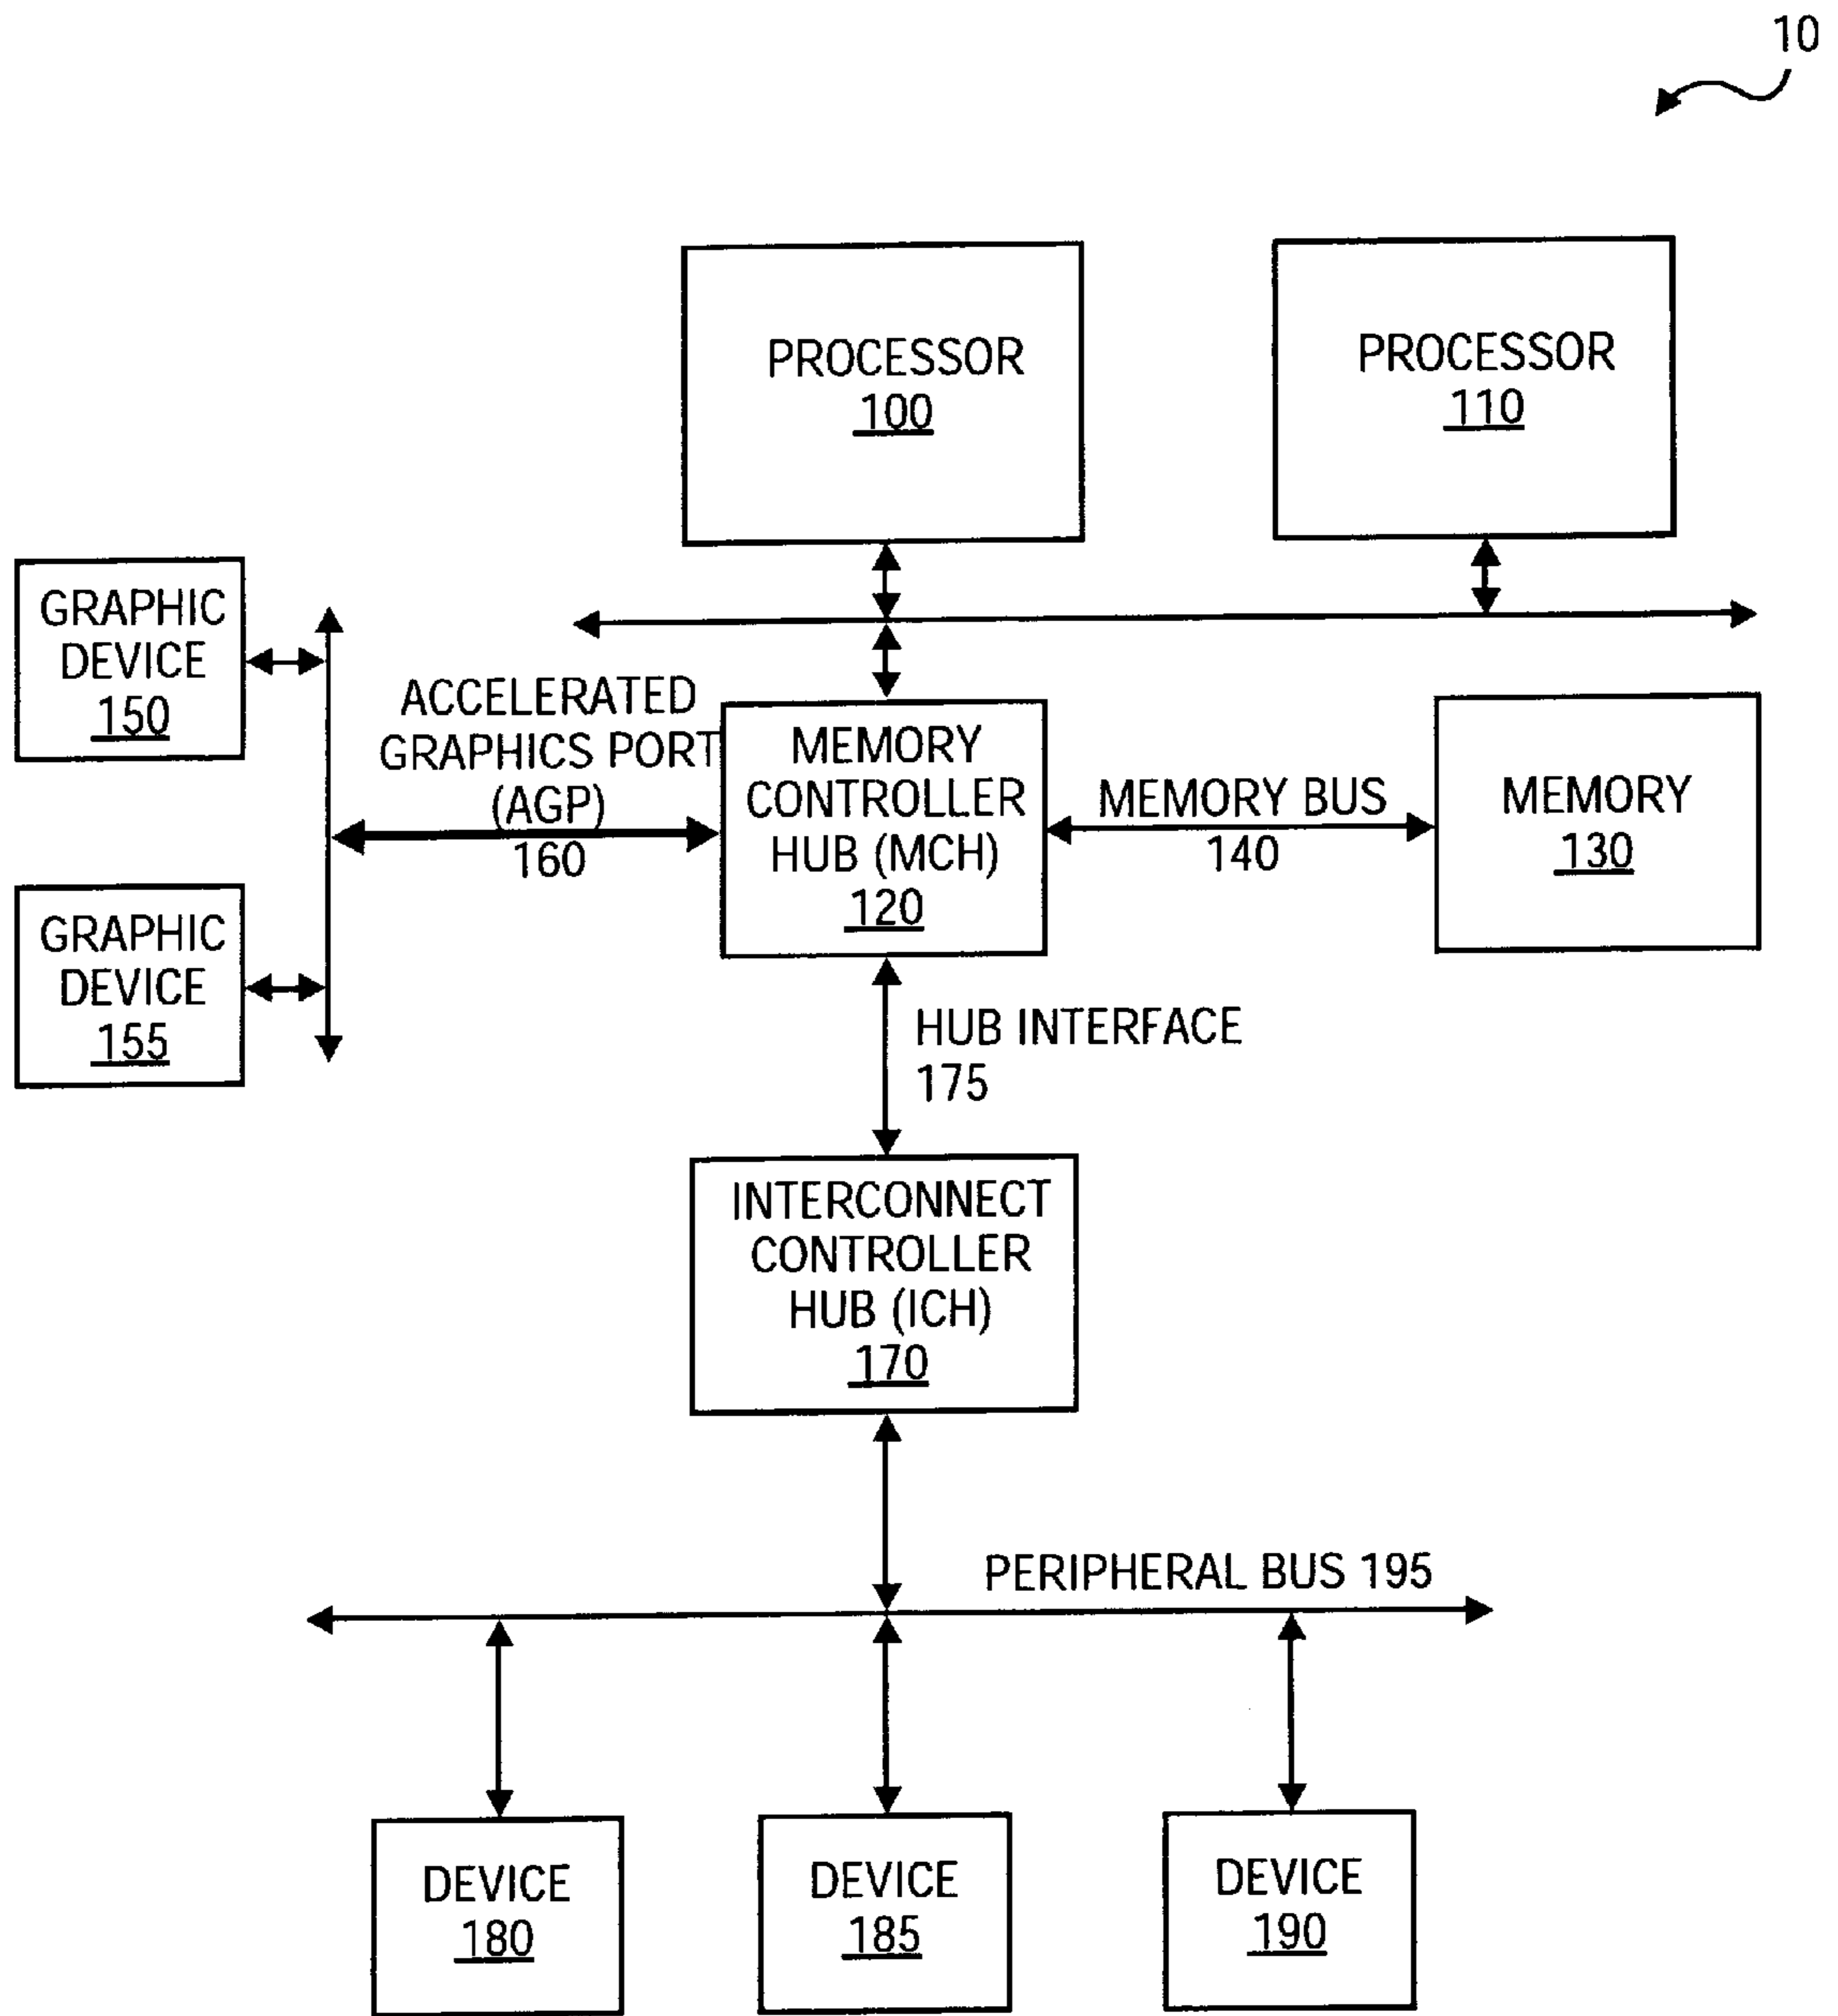 10
PROCESSOR
100
PROCESSOR
110
GRAPHIC
DEVICE
150
ACCELERATED
GRAPHICS PORT
(AGP)
160
MEMORY
CONTROLLER
HUB (MCH)
120
MEMORY BUS
140
MEMORY
130
GRAPHIC
DEVICE
155
HUB INTERFACE
175
INTERCONNECT
CONTROLLER
HUB (ICH)
170
PERIPHERAL BUS 195
DEVICE
180
DEVICE
185
DEVICE
190